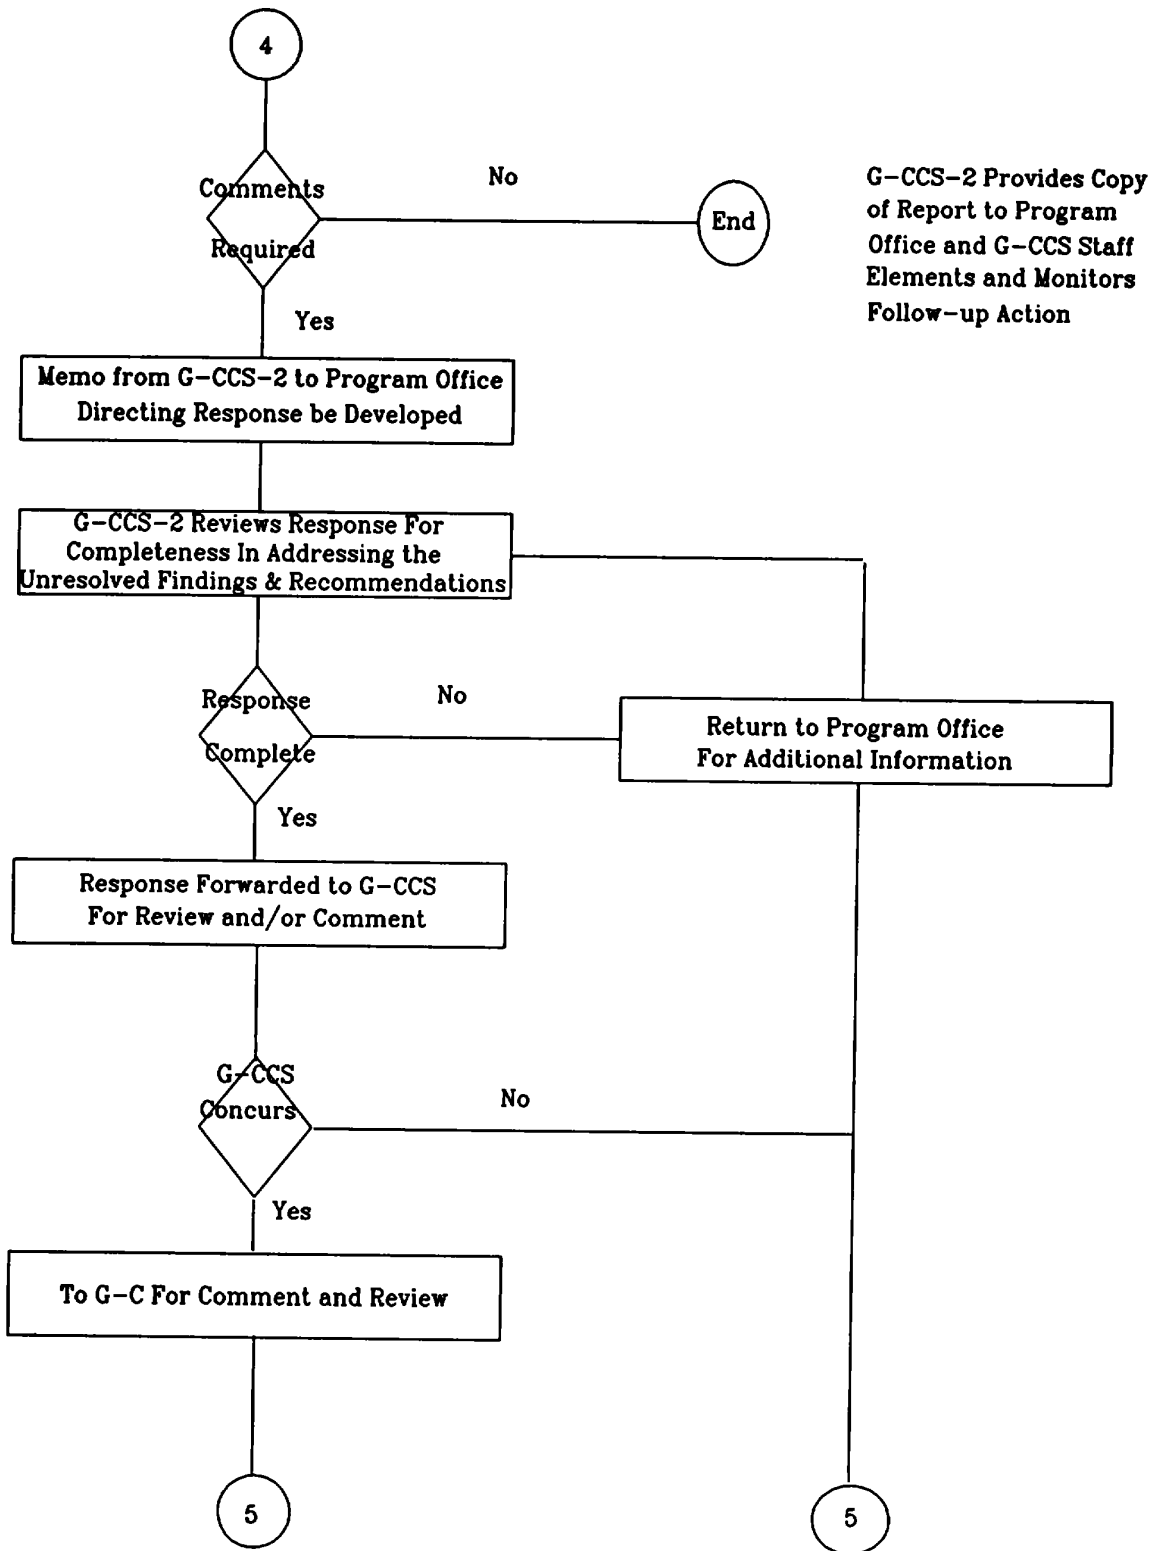 4
Comments
Required
No
End
G-CCS-2 Provides Copy
of Report to Program
Office and G-CCS Staff
Elements and Monitors
Follow-up Action
Yes
Memo from G-CCS-2 to Program Office
Directing Response be Developed
G-CCS-2 Reviews Response For
Completeness In Addressing the
Unresolved Findings & Recommendations
Response
Complete
No
Return to Program Office
For Additional Information
Yes
Response Forwarded to G-CCS
For Review and/or Comment
G-CCS
Concurs
No
Yes
To G-C For Comment and Review
5
5